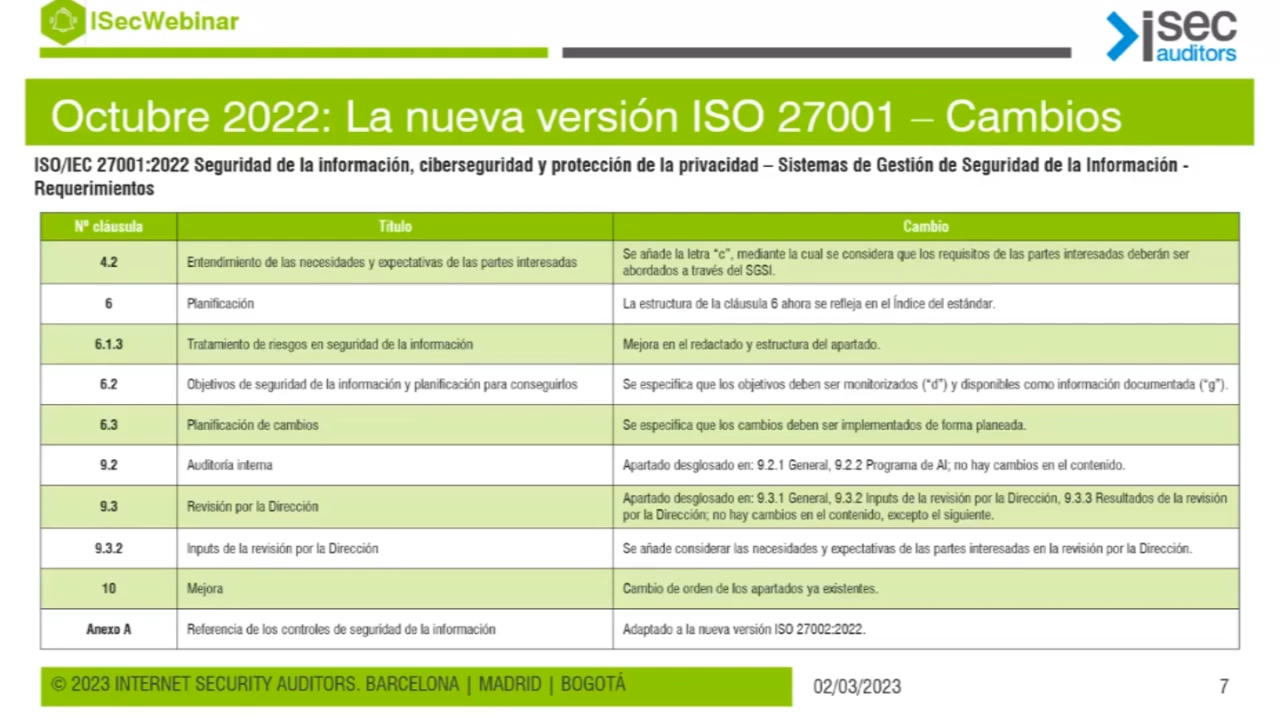 ISecWebinar
isec
auditors
Octubre 2022: La nueva versión ISO 27001 – Cambios
ISO/IEC 27001:2022 Seguridad de la información, ciberseguridad y protección de la privacidad – Sistemas de Gestión de Seguridad de la Información -
Requerimientos
Nº cláusula Título Cambio
4.2 Entendimiento de las necesidades y expectativas de las partes interesadas Se añade la letra “c”, mediante la cual se considera que los requisitos de las partes interesadas deberán ser
abordados a través del SGSI.
6 Planificación La estructura de la cláusula 6 ahora se refleja en el Índice del estándar.
6.1.3 Tratamiento de riesgos en seguridad de la información Mejora en el redactado y estructura del apartado.
6.2 Objetivos de seguridad de la información y planificación para conseguirlos Se especifica que los objetivos deben ser monitorizados (“d”) y disponibles como información documentada (“g”).
6.3 Planificación de cambios Se especifica que los cambios deben ser implementados de forma planeada.
9.2 Auditoría interna Apartado desglosado en: 9.2.1 General, 9.2.2 Programa de AI; no hay cambios en el contenido.
9.3 Revisión por la Dirección Apartado desglosado en: 9.3.1 General, 9.3.2 Inputs de la revisión por la Dirección, 9.3.3 Resultados de la revisión
por la Dirección; no hay cambios en el contenido, excepto el siguiente.
9.3.2 Inputs de la revisión por la Dirección Se añade considerar las necesidades y expectativas de las partes interesadas en la revisión por la Dirección.
10 Mejora Cambio de orden de los apartados ya existentes.
Anexo A Referencia de los controles de seguridad de la información Adaptado a la nueva versión ISO 27002:2022.
© 2023 INTERNET SECURITY AUDITORS. BARCELONA | MADRID | BOGOTÁ 02/03/2023 7